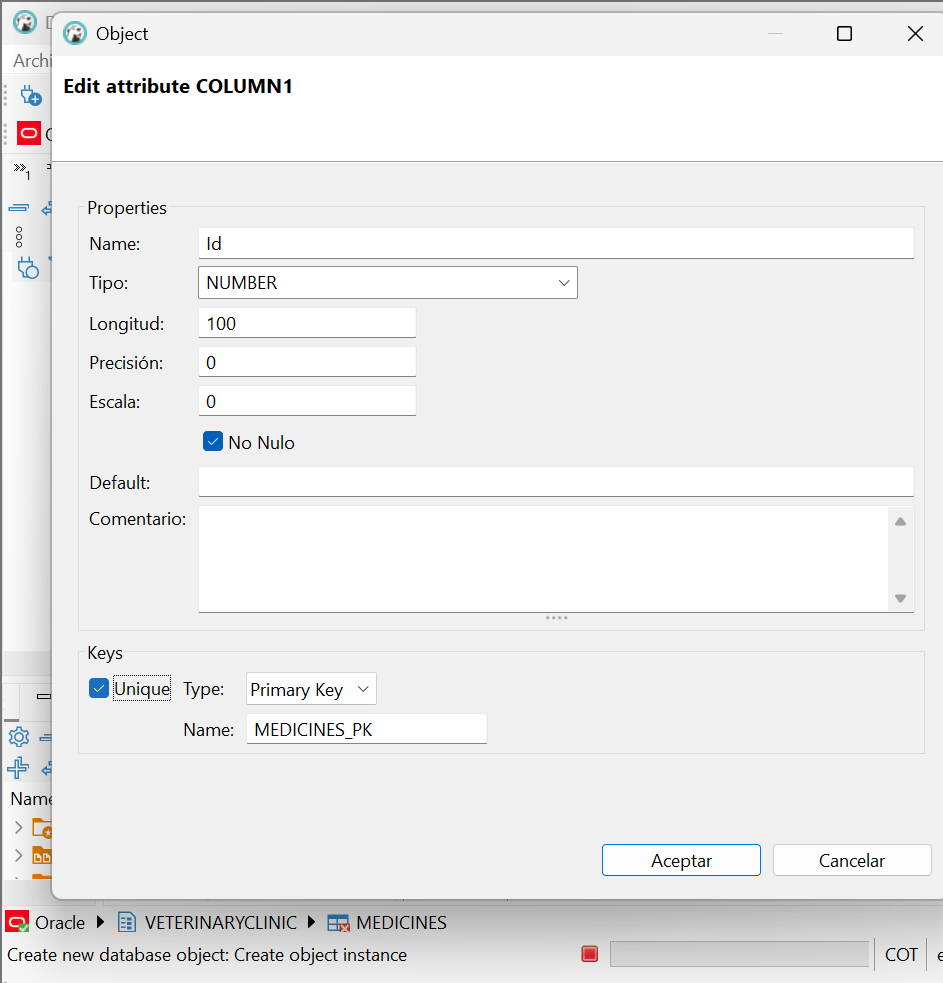 D
Object
Archi
Edit attribute COLUMN1
1
Properties
Name: Id
Tipo: NUMBER
Longitud: 100
Precisión: 0
Escala: 0
No Nulo
Default:
Comentario:
Keys
Unique Type: Primary Key
Name: MEDICINES_PK
Name
Aceptar Cancelar
Oracle VETERINARYCLINIC MEDICINES
Create new database object: Create object instance COT e